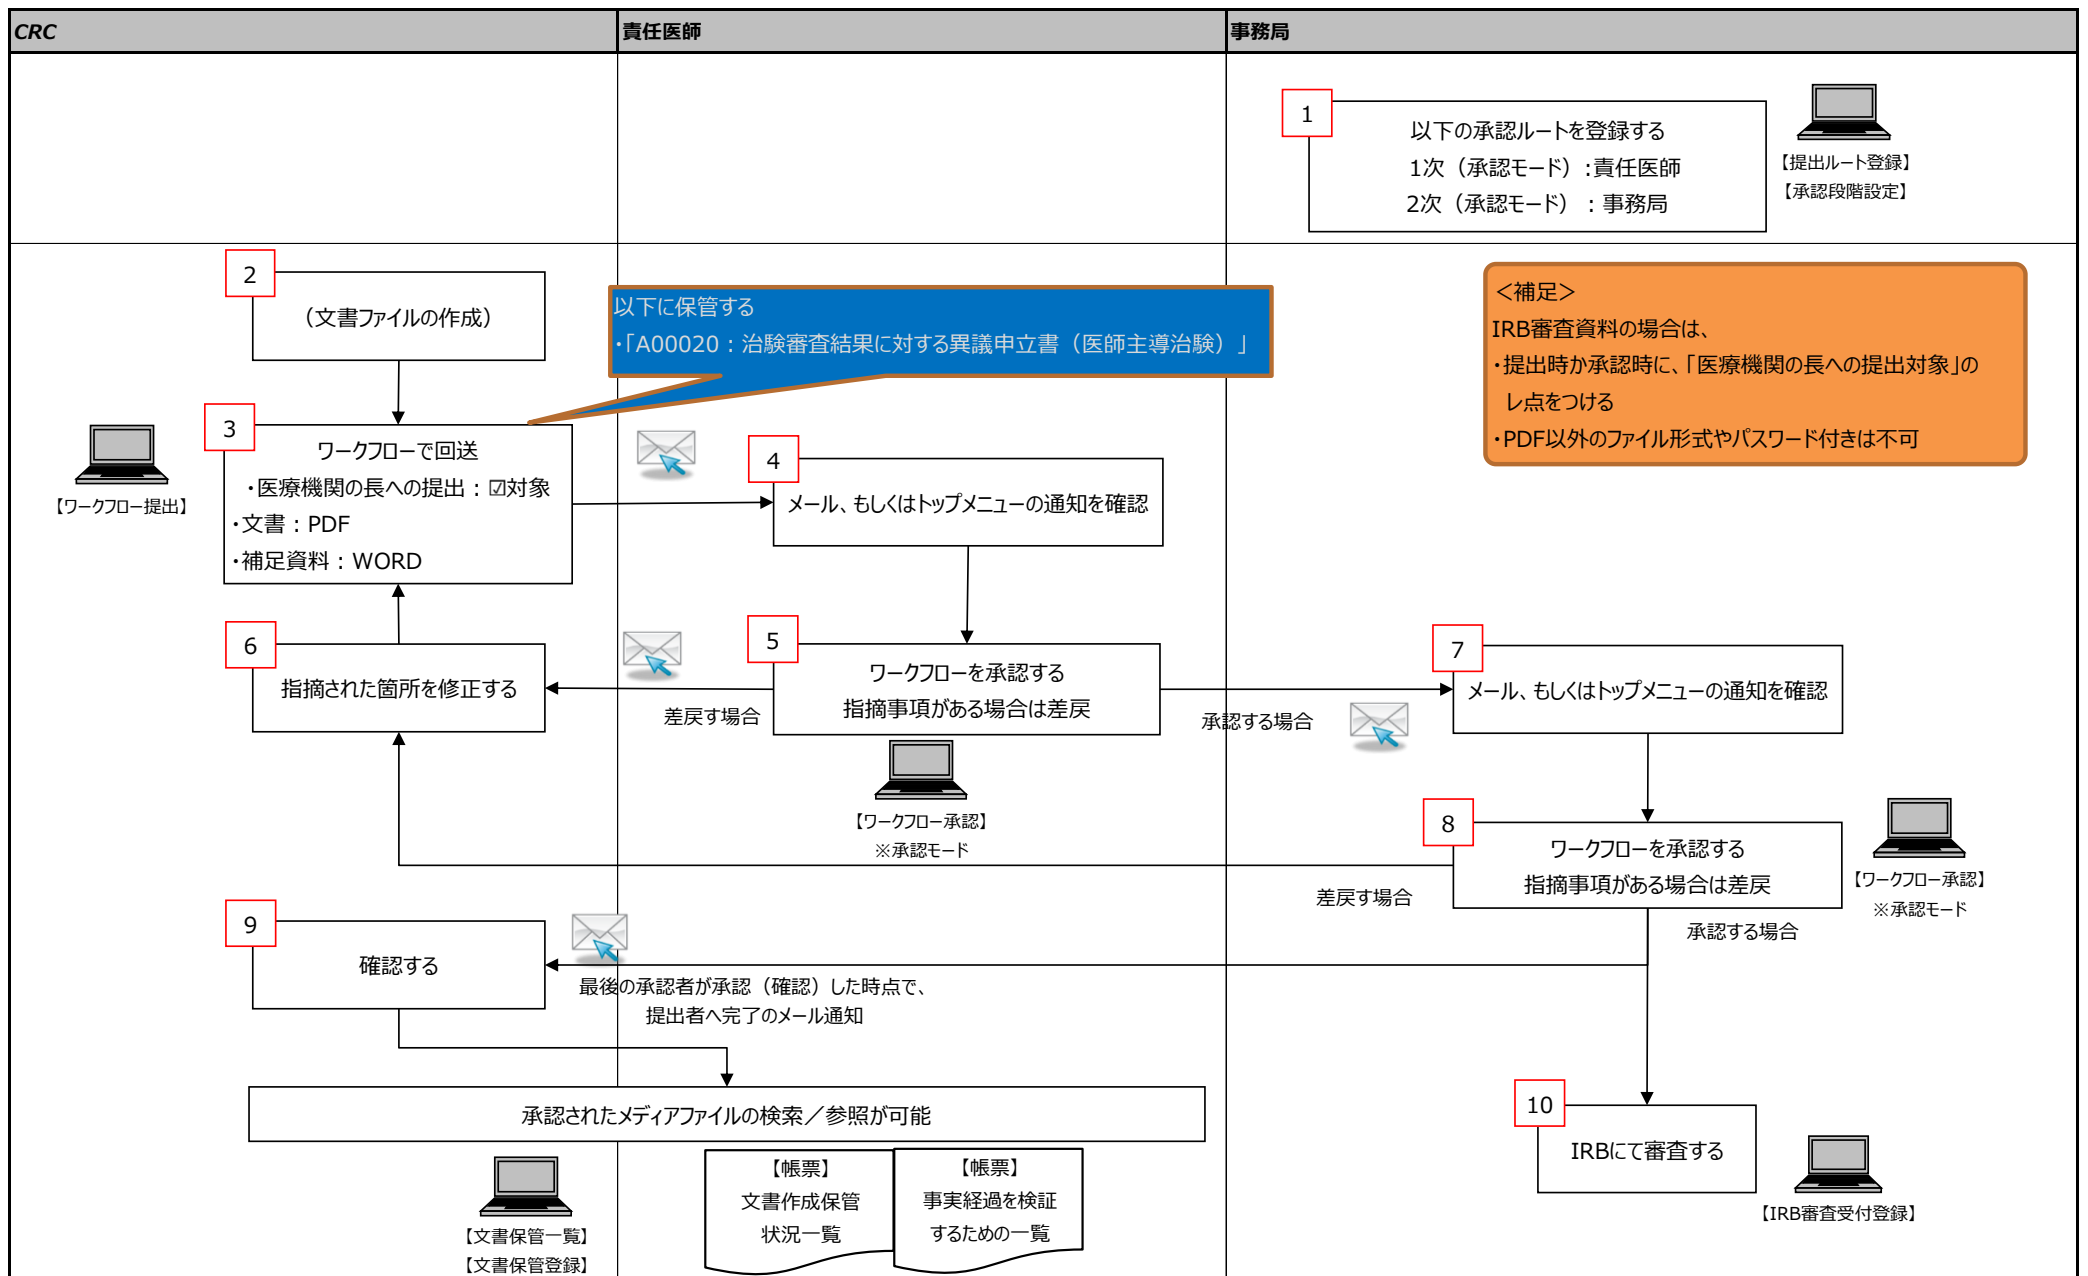 CRC
責任医師
事務局
1
以下の承認ルートを登録する
1次（承認モード）:責任医師
2次（承認モード）：事務局
【提出ルート登録】
【承認段階設定】
2
（文書ファイルの作成）
以下に保管する
・「A00020：治験審査結果に対する異議申立書（医師主導治験）」
＜補足＞
IRB審査資料の場合は、
・提出時か承認時に、「医療機関の長への提出対象」の
レ点をつける
・PDF以外のファイル形式やパスワード付きは不可
3
ワークフローで回送
・医療機関の長への提出：☑対象
・文書：PDF
・補足資料：WORD
【ワークフロー提出】
4
メール、もしくはトップメニューの通知を確認
5
ワークフローを承認する
指摘事項がある場合は差戻
【ワークフロー承認】
※承認モード
6
指摘された箇所を修正する
差戻す場合
承認する場合
7
メール、もしくはトップメニューの通知を確認
8
ワークフローを承認する
指摘事項がある場合は差戻
【ワークフロー承認】
※承認モード
差戻す場合
承認する場合
9
確認する
最後の承認者が承認（確認）した時点で、
提出者へ完了のメール通知
承認されたメディアファイルの検索／参照が可能
【文書保管一覧】
【文書保管登録】
【帳票】
文書作成保管
状況一覧
【帳票】
事実経過を検証
するための一覧
10
IRBにて審査する
【IRB審査受付登録】